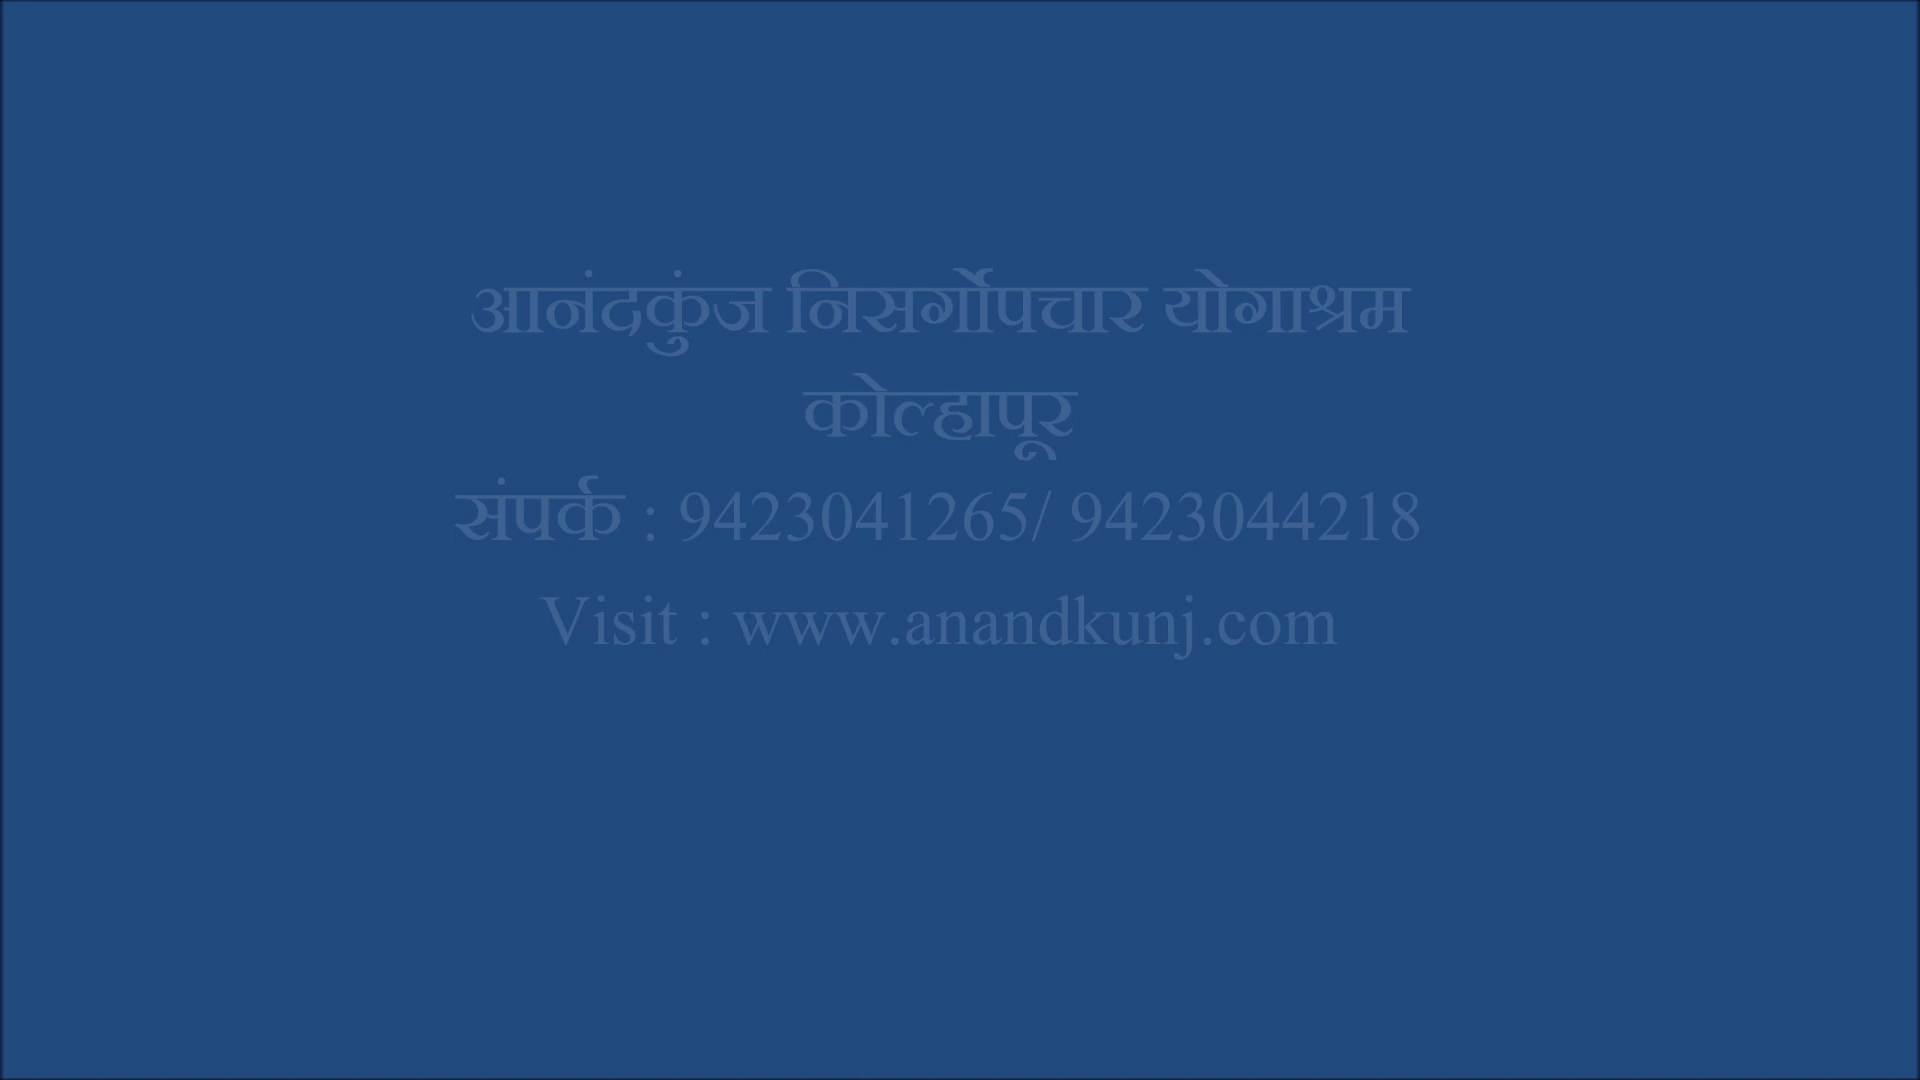 आनंदकुंज निसर्गोपचार योगाश्रम
कोल्हापूर
संपर्क : 9423041265/ 9423044218
Visit : www.anandkunj.com